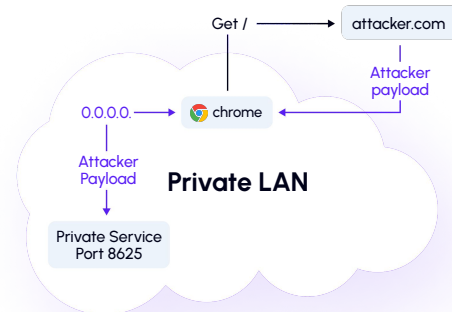 Get /
attacker.com
Attacker
payload
0.0.0.0.
chrome
Attacker
Payload
Private LAN
Private Service
Port 8625